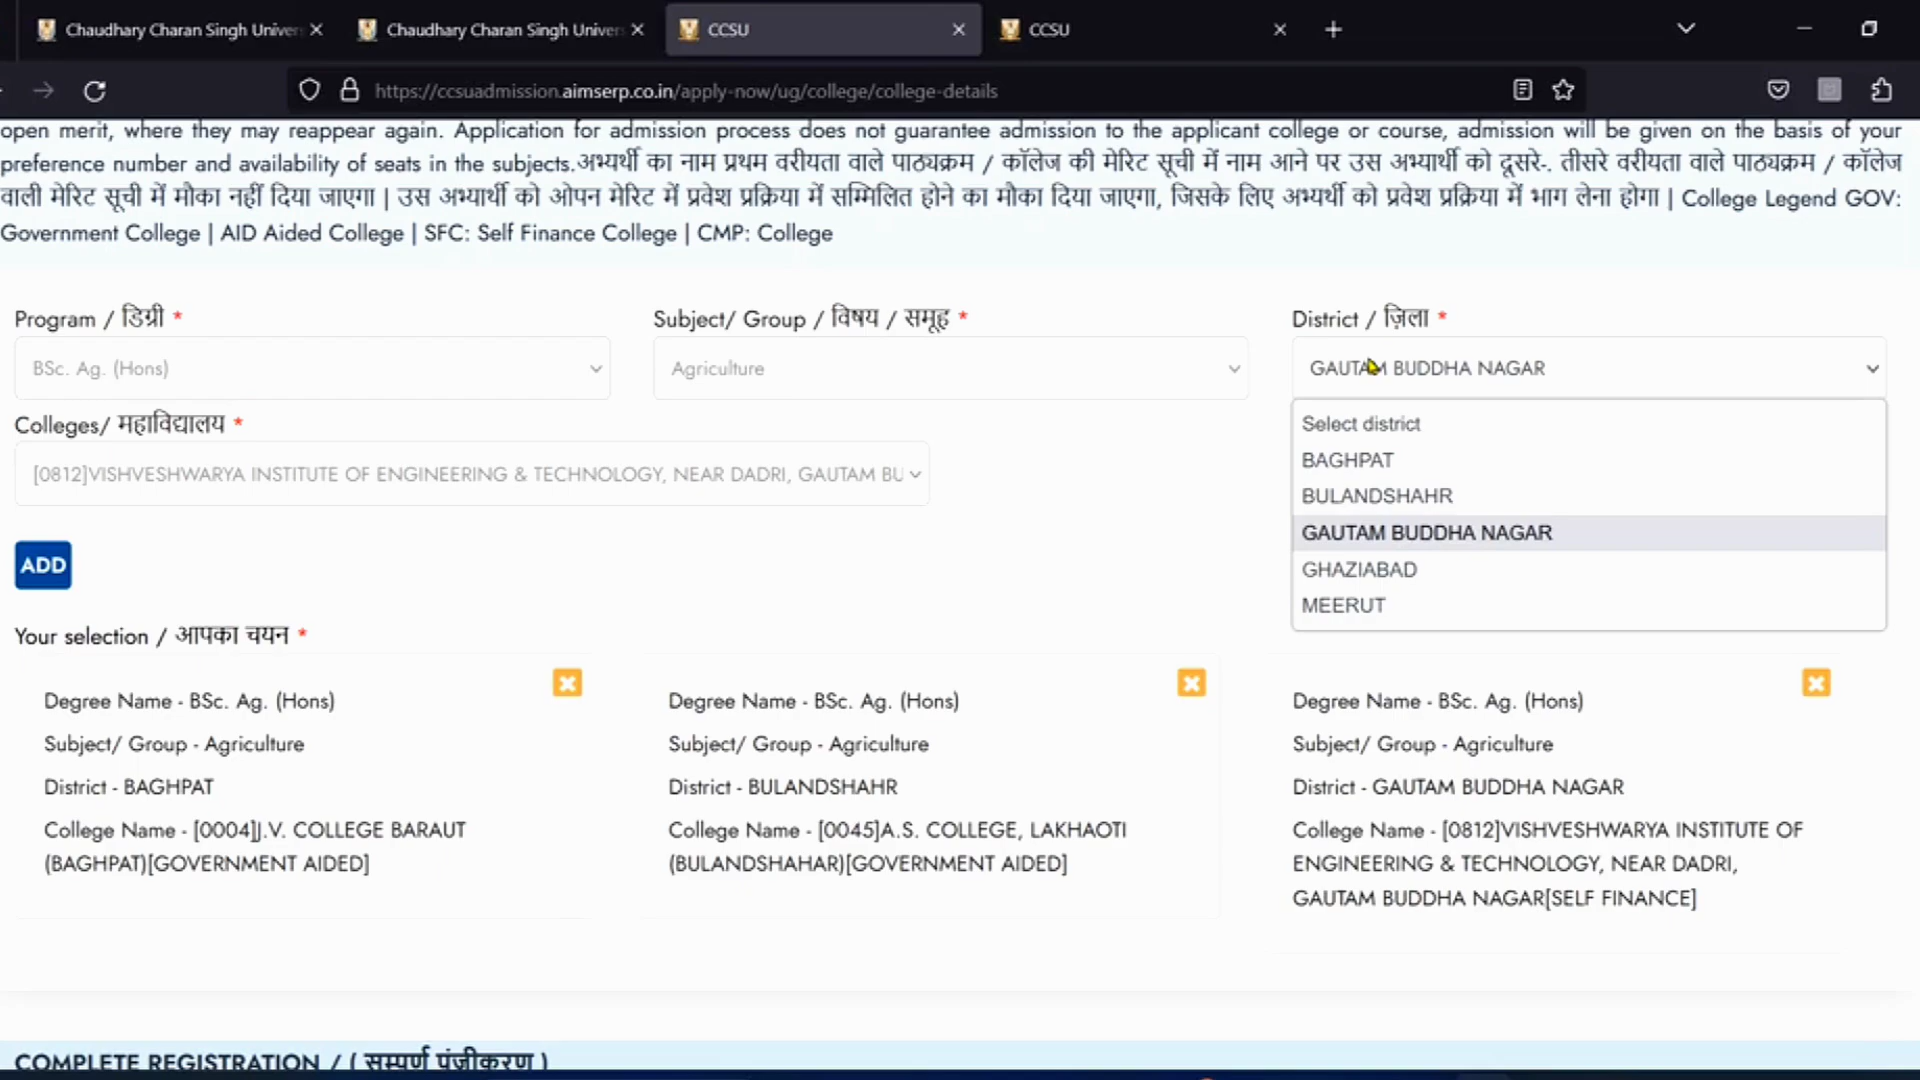 Chaudhary Charan Singh Univer
Chaudhary Charan Singh Univer
CCSU
CCSU
https://ccsuadmission.aimserp.co.in/apply-now/ug/college/college-details
open merit, where they may reappear again. Application for admission process does not guarantee admission to the applicant college or course, admission will be given on the basis of your
preference number and availability of seats in the subjects.अभ्यर्थी का नाम प्रथम वरीयता वाले पाठ्यक्रम / कॉलेज की मेरिट सूची में नाम आने पर उस अभ्यार्थी को दूसरे-. तीसरे वरीयता वाले पाठ्यक्रम / कॉलेज
वाली मेरिट सूची में मौका नहीं दिया जाएगा | उस अभ्यार्थी को ओपन मेरिट में प्रवेश प्रक्रिया में सम्मिलित होने का मौका दिया जाएगा, जिसके लिए अभ्यर्थी को प्रवेश प्रक्रिया में भाग लेना होगा | College Legend GOV:
Government College | AID Aided College | SFC: Self Finance College | CMP: College
Program / डिग्री *
Subject/ Group / विषय / समूह *
District / ज़िला *
BSc. Ag. (Hons)
Agriculture
GAUTAM BUDDHA NAGAR
Colleges/ महाविद्यालय *
[0812]VISHVESHWARYA INSTITUTE OF ENGINEERING & TECHNOLOGY, NEAR DADRI, GAUTAM BU
Select district
BAGHPAT
BULANDSHAHR
GAUTAM BUDDHA NAGAR
GHAZIABAD
MEERUT
ADD
Your selection / आपका चयन *
Degree Name - BSc. Ag. (Hons)
Subject/ Group - Agriculture
District - BAGHPAT
College Name - [0004]J.V. COLLEGE BARAUT
(BAGHPAT)[GOVERNMENT AIDED]
Degree Name - BSc. Ag. (Hons)
Subject/ Group - Agriculture
District - BULANDSHAHR
College Name - [0045]A.S. COLLEGE, LAKHAOTI
(BULANDSHAHAR)[GOVERNMENT AIDED]
Degree Name - BSc. Ag. (Hons)
Subject/ Group - Agriculture
District - GAUTAM BUDDHA NAGAR
College Name - [0812]VISHVESHWARYA INSTITUTE OF
ENGINEERING & TECHNOLOGY, NEAR DADRI,
GAUTAM BUDDHA NAGAR[SELF FINANCE]
COMPLETE REGISTRATION / ( सम्पूर्ण पंजीकरण )